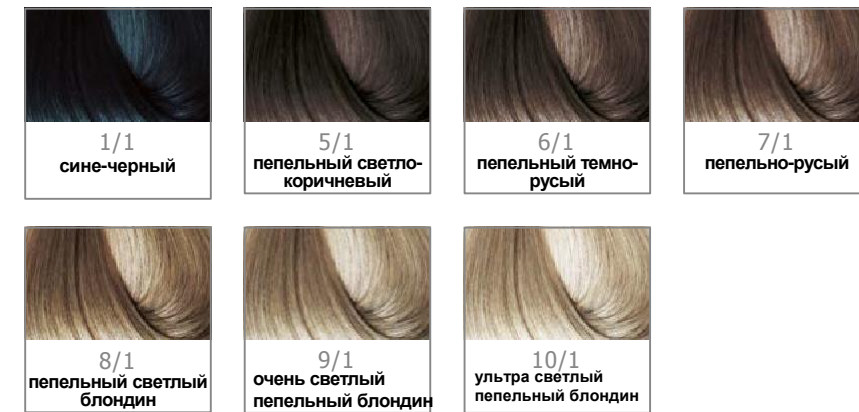 1/1
сине-черный
5/1
пепельный светло-
коричневый
6/1
пепельный темно-
русый
7/1
пепельно-русый
8/1
пепельный светлый
блондин
9/1
очень светлый
пепельный блондин
10/1
ультра светлый
пепельный блондин